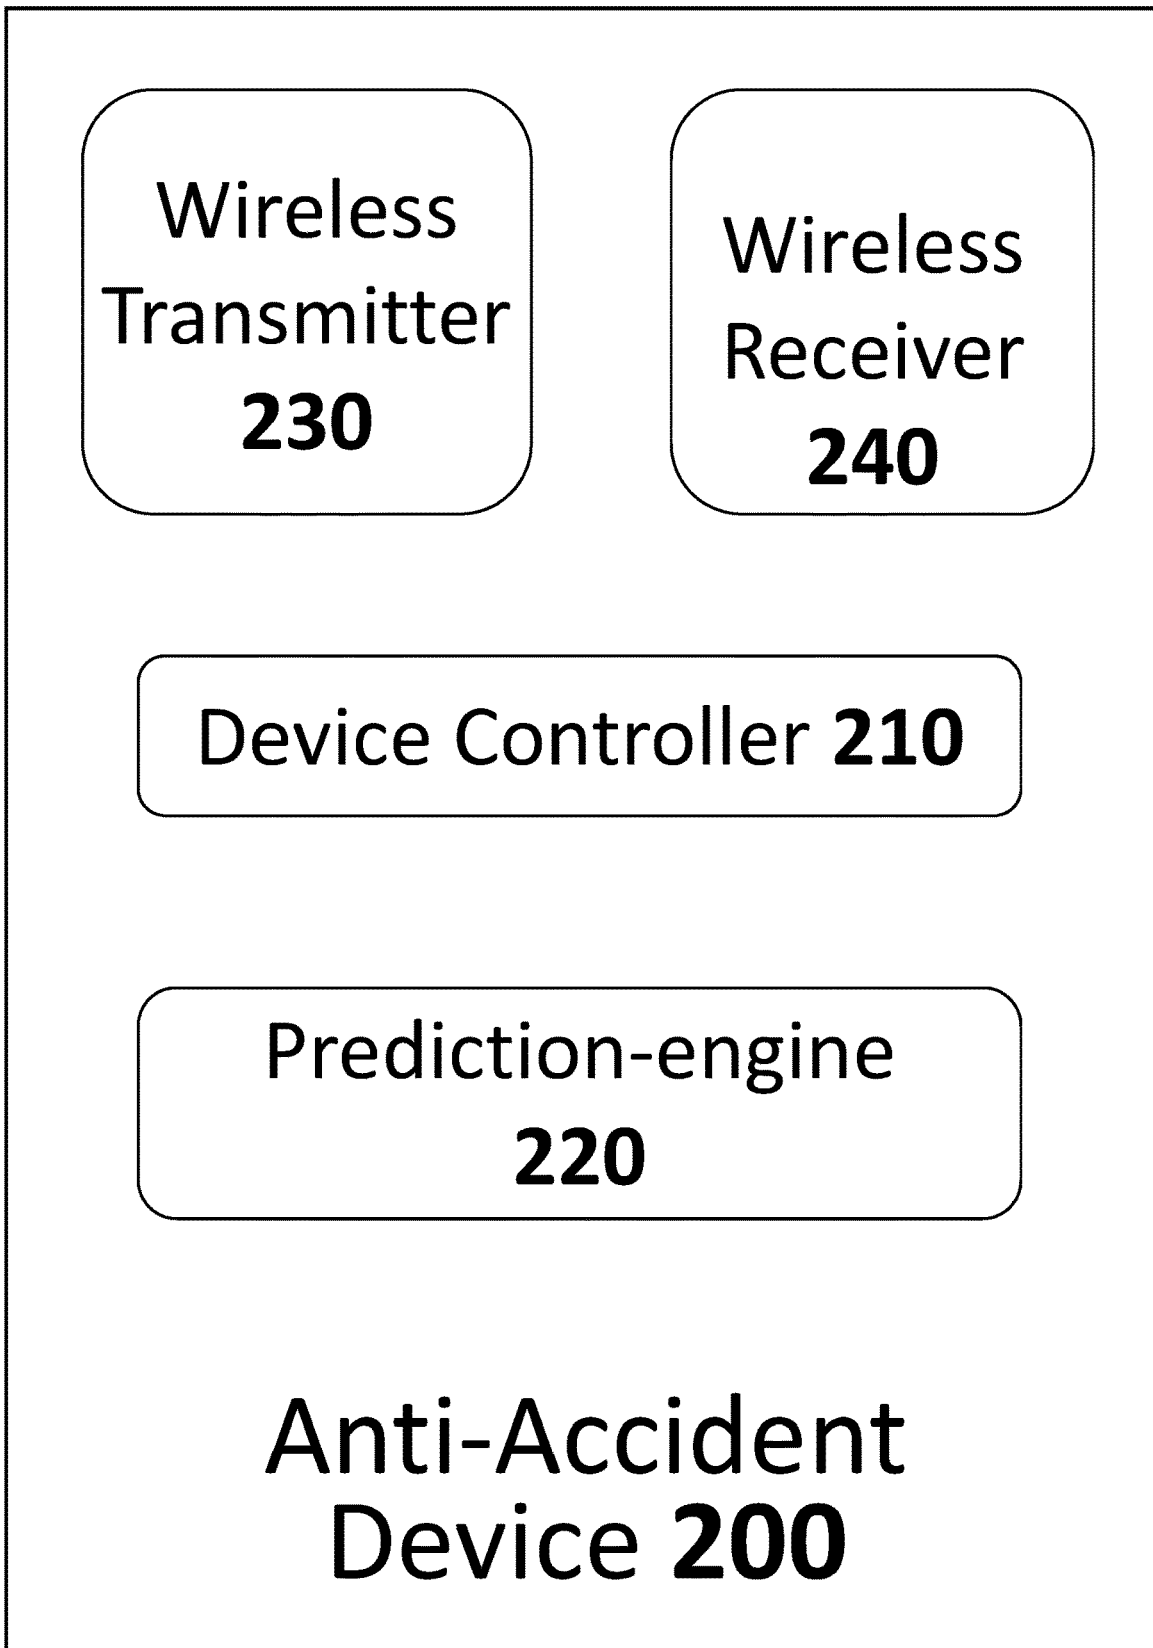 Wireless
Transmitter
230
Wireless
Receiver
240
Device Controller 210
Prediction-engine
220
Anti-Accident
Device 200